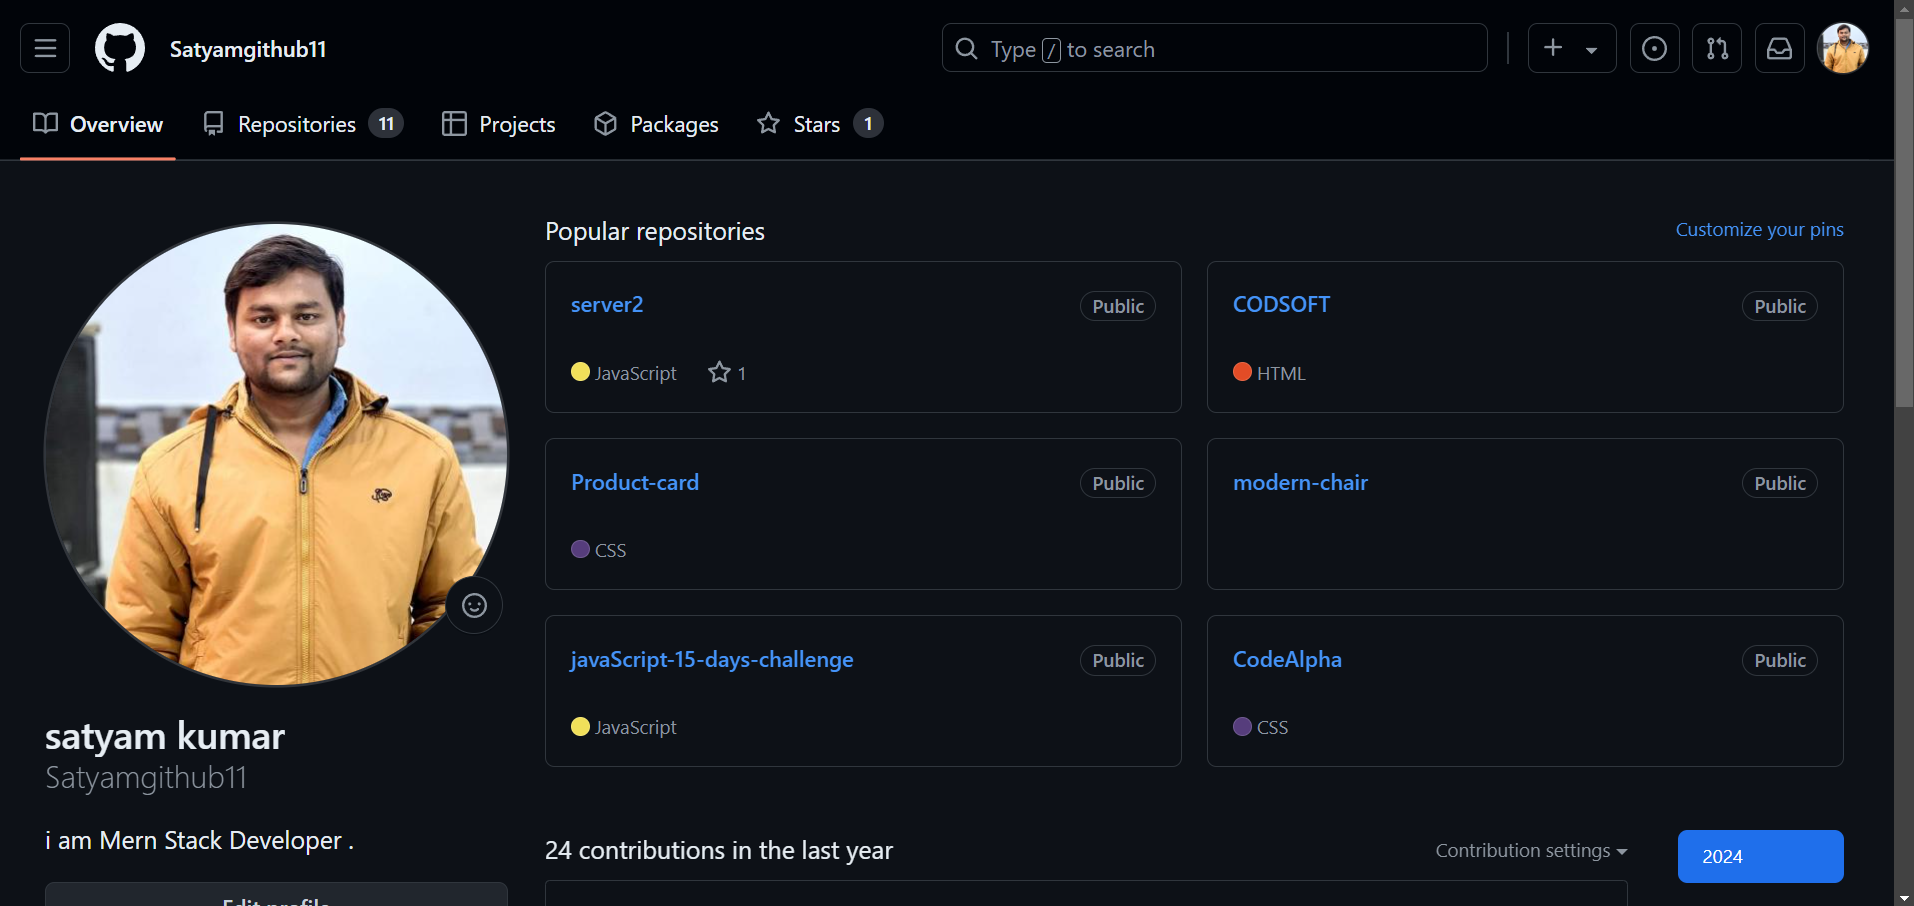 Satyamgithub11
Type / to search
Overview
Repositories 11
Projects
Packages
Stars 1
Popular repositories
Customize your pins
server2
Public
JavaScript
1
CODSOFT
Public
HTML
Product-card
Public
CSS
modern-chair
Public
javaScript-15-days-challenge
Public
JavaScript
CodeAlpha
Public
CSS
satyam kumar
Satyamgithub11
i am Mern Stack Developer .
Edit profile
24 contributions in the last year
Contribution settings
2024